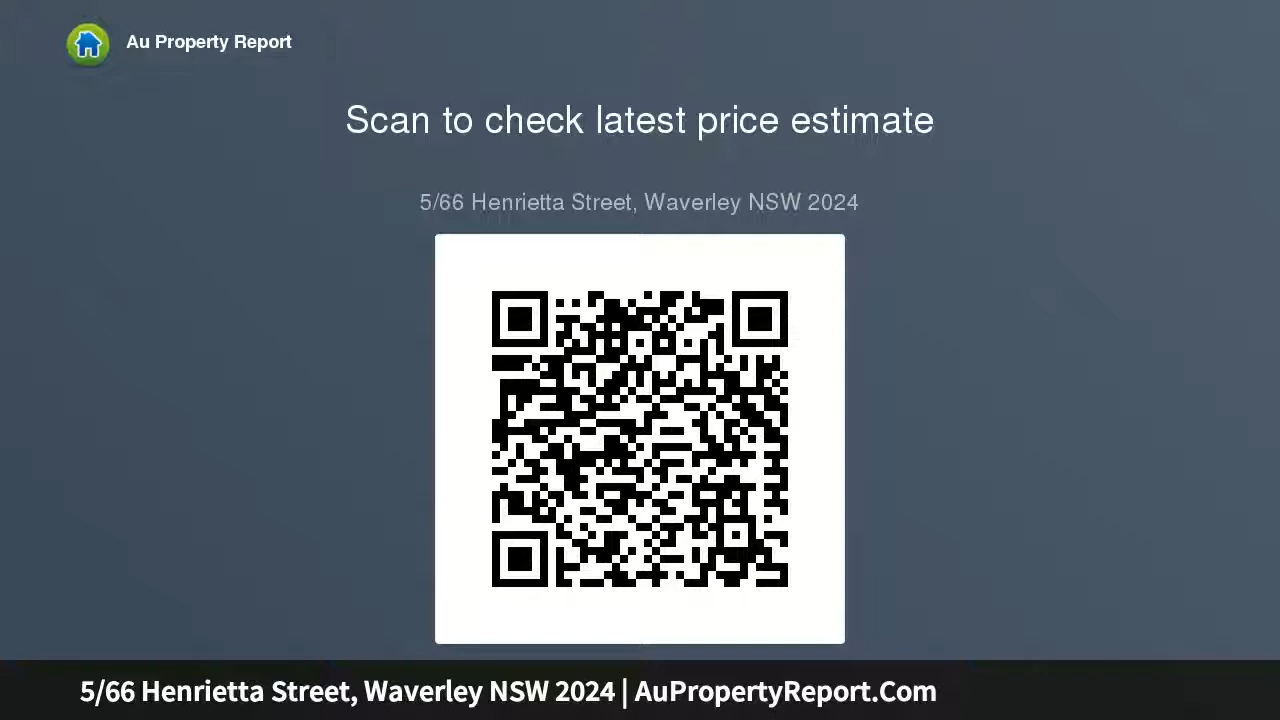 Au Property Report
Scan to check latest price estimate
5/66 Henrietta Street, Waverley NSW 2024
5/66 Henrietta Street, Waverley NSW 2024 | AuPropertyReport.Com